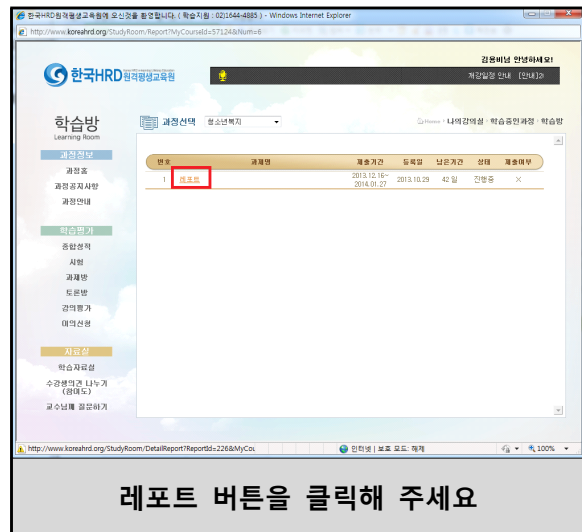 한국HRD원격평생교육원에 오신것을 환영합니다. ( 학습지원 : 02)1644-4885 ) - Windows Internet Explorer
http://www.koreahrd.org/StudyRoom/Report?MyCourseId=57124&Num=6
김용비님 안녕하세요!
한국HRD원격평생교육원
개강일정 안내 [안내]2
학습방
Learning Room
과정선택 청소년복지
Home > 나의강의실 > 학습중인과정 > 학습방
과정정보
과정홈
과정공지사항
과정안내
학습평가
종합성적
시험
과제방
토론방
강의평가
이의신청
자료실
학습자료실
수강생의견 나누기
(참여도)
교수님께 질문하기
번호 과제명 제출기간 등록일 남은기간 상태 제출여부
1 레포트 2013.12.16~ 2013.10.29 42일 진행중 ×
2014.01.27
http://www.koreahrd.org/StudyRoom/DetailReport?ReportId=226&MyCou
인터넷 | 보호 모드: 해제
100%
레포트 버튼을 클릭해 주세요